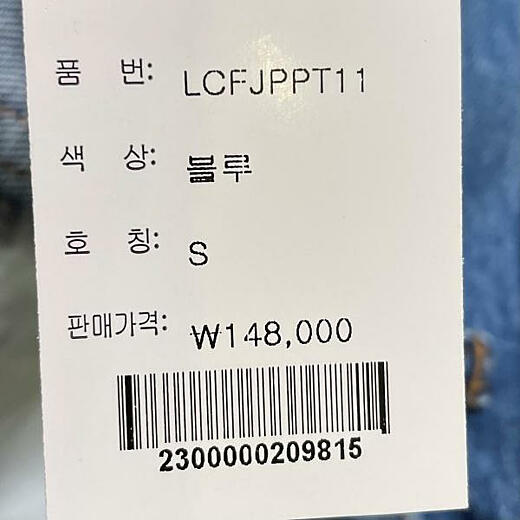 품 번: LCFJPPT11
색 상: 블루
호 칭: S
판매가격: ₩148,000
2300000209815